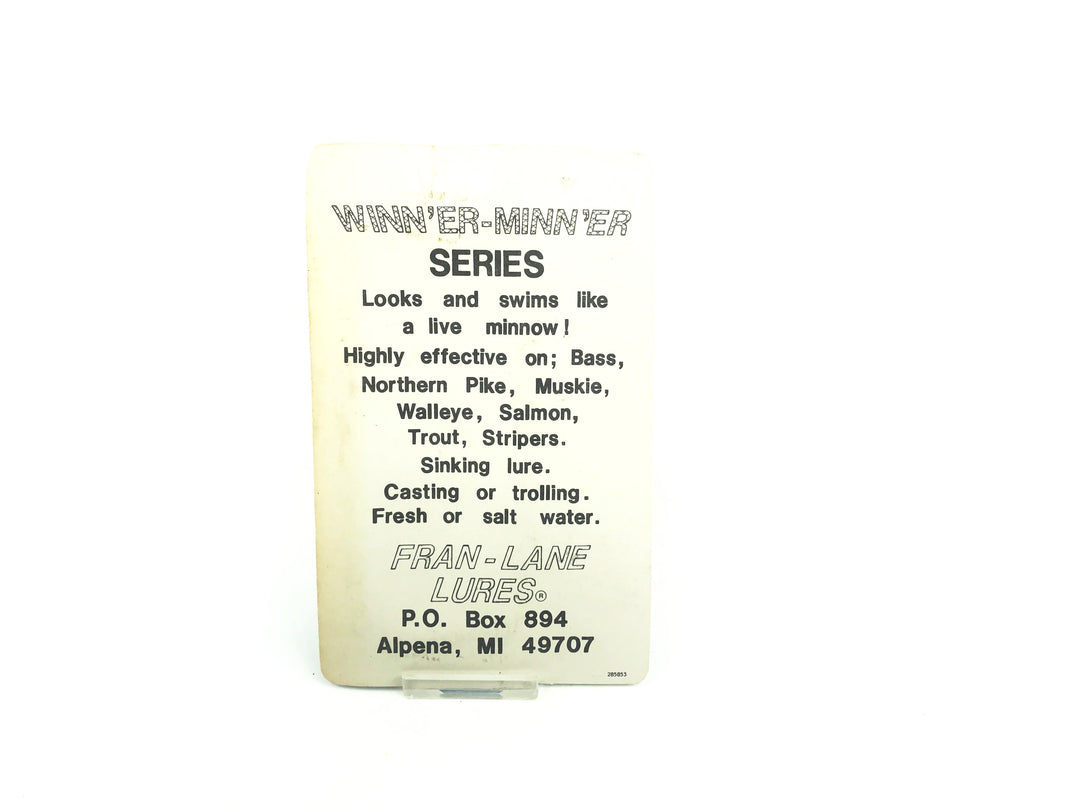 WINN'ER-MINN'ER
SERIES
Looks and swims like
a live minnow!
Highly effective on; Bass,
Northern Pike, Muskie,
Walleye, Salmon,
Trout, Stripers.
Sinking lure.
Casting or trolling.
Fresh or salt water.
FRAN-LANE
LURES®
P.O. Box 894
Alpena, MI 49707
285853